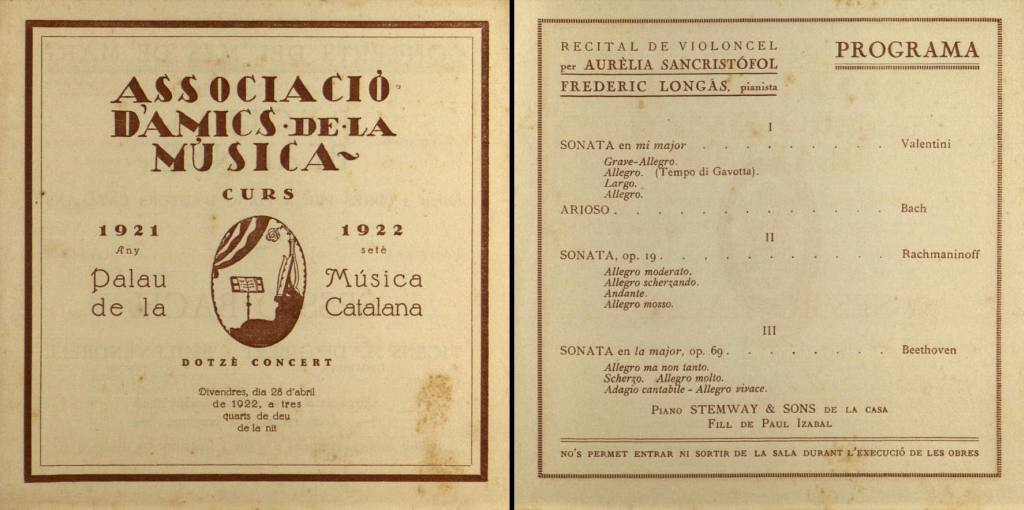 ASSOCIACIÓ
D'AMICS·DE·LA
MÚSICA~
CURS
1921
1922
Any
setè
Palau
de la
Música
Catalana
DOTZÈ CONCERT
Divendres, dia 28 d'abril
de 1922, a tres
quarts de deu
de la nit
RECITAL DE VIOLONCEL
per AURÈLIA SANCRISTÓFOL
FREDERIC LONGÀS, pianista
PROGRAMA
I
SONATA en mi major . . . . . . . . . Valentini
Grave-Allegro.
Allegro. (Tempo di Gavotta).
Largo.
Allegro.
ARIOSO . . . . . . . . . . . . . Bach
II
SONATA, op. 19 . . . . . . . . . . . Rachmaninoff
Allegro moderato.
Allegro scherzando.
Andante.
Allegro mosso.
III
SONATA en la major, op. 69 . . . . . . . . Beethoven
Allegro ma non tanto.
Scherzo. Allegro molto.
Adagio cantabile - Allegro vivace.
PIANO STEMWAY & SONS DE LA CASA
FILL DE PAUL IZABAL
NO'S PERMET ENTRAR NI SORTIR DE LA SALA DURANT L'EXECUCIÓ DE LES OBRES